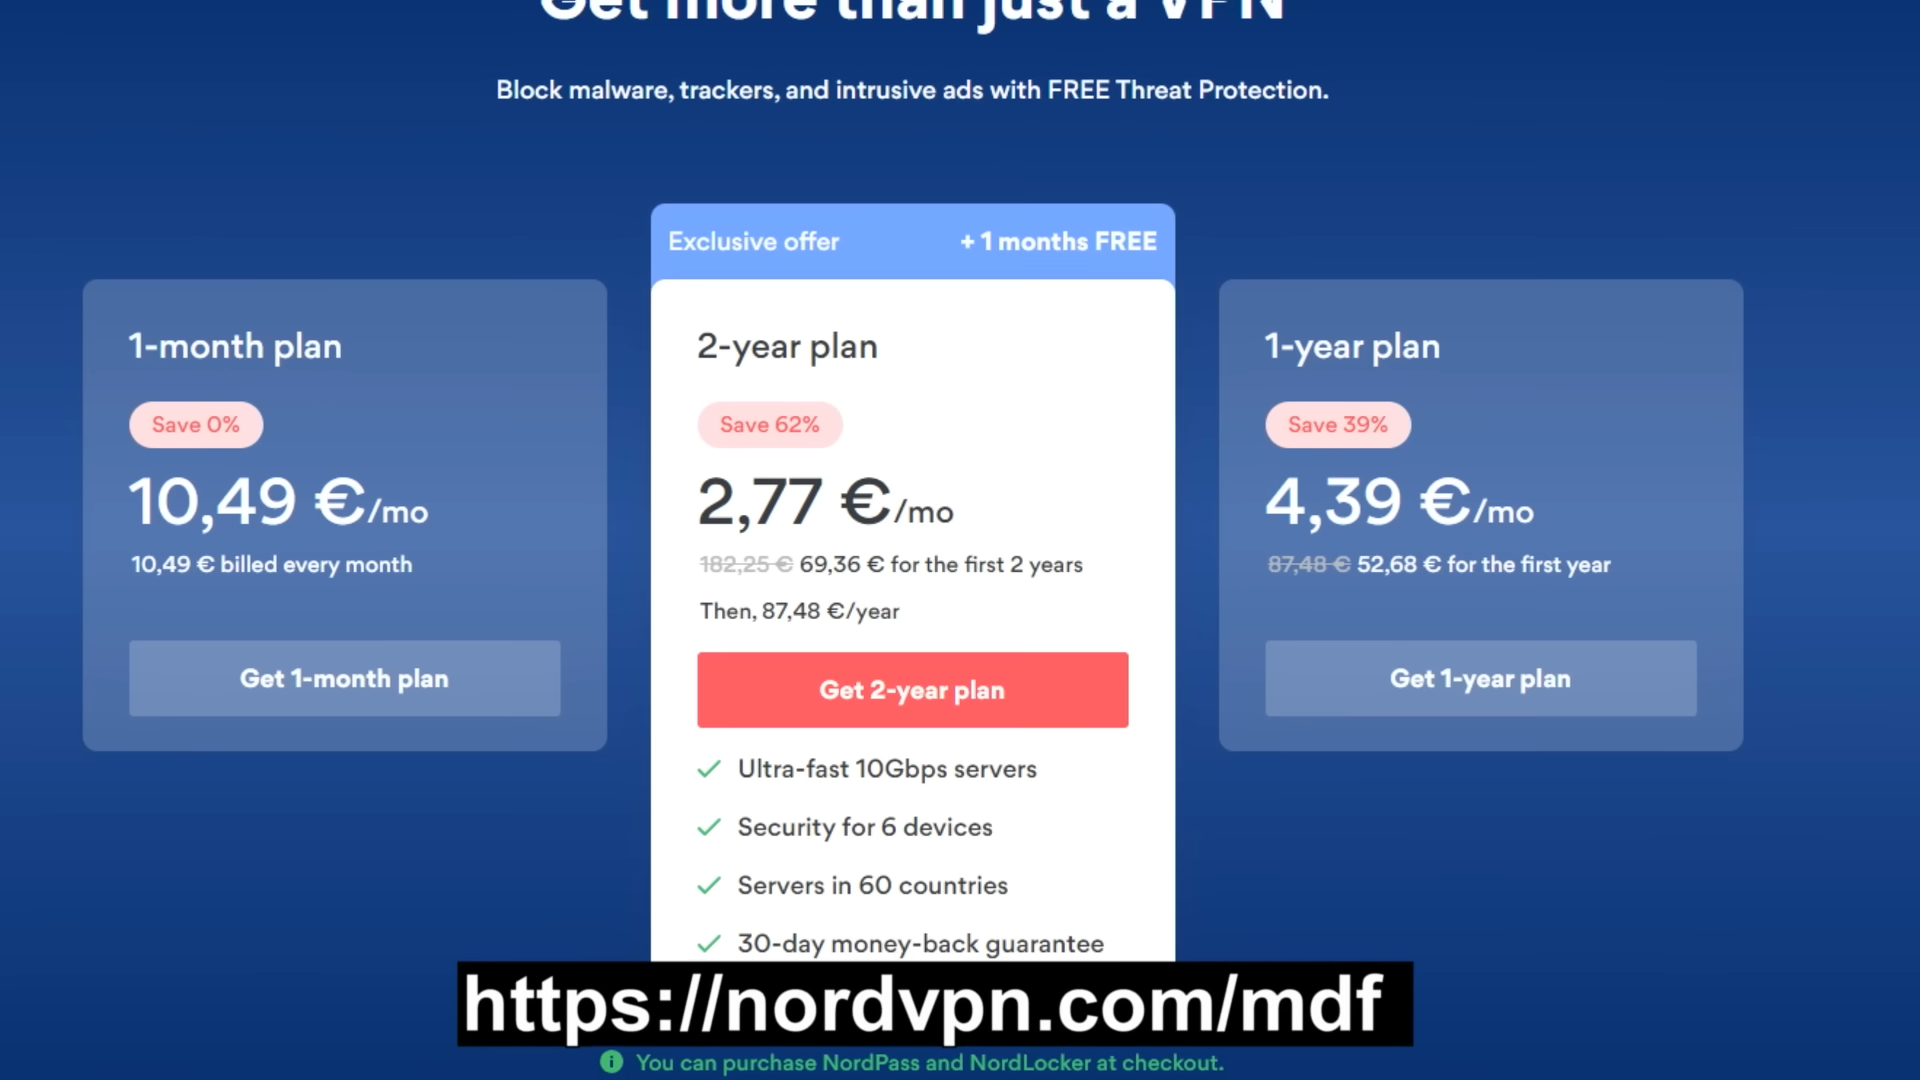 Get more than just a VPN
Block malware, trackers, and intrusive ads with FREE Threat Protection.
Exclusive offer + 1 months FREE
1-month plan
Save 0%
10,49 €/mo
10,49 € billed every month
Get 1-month plan
2-year plan
Save 62%
2,77 €/mo
182,25 € 69,36 € for the first 2 years
Then, 87,48 €/year
Get 2-year plan
Ultra-fast 10Gbps servers
Security for 6 devices
Servers in 60 countries
30-day money-back guarantee
1-year plan
Save 39%
4,39 €/mo
87,48 € 52,68 € for the first year
Get 1-year plan
https://nordvpn.com/mdf
You can purchase NordPass and NordLocker at checkout.